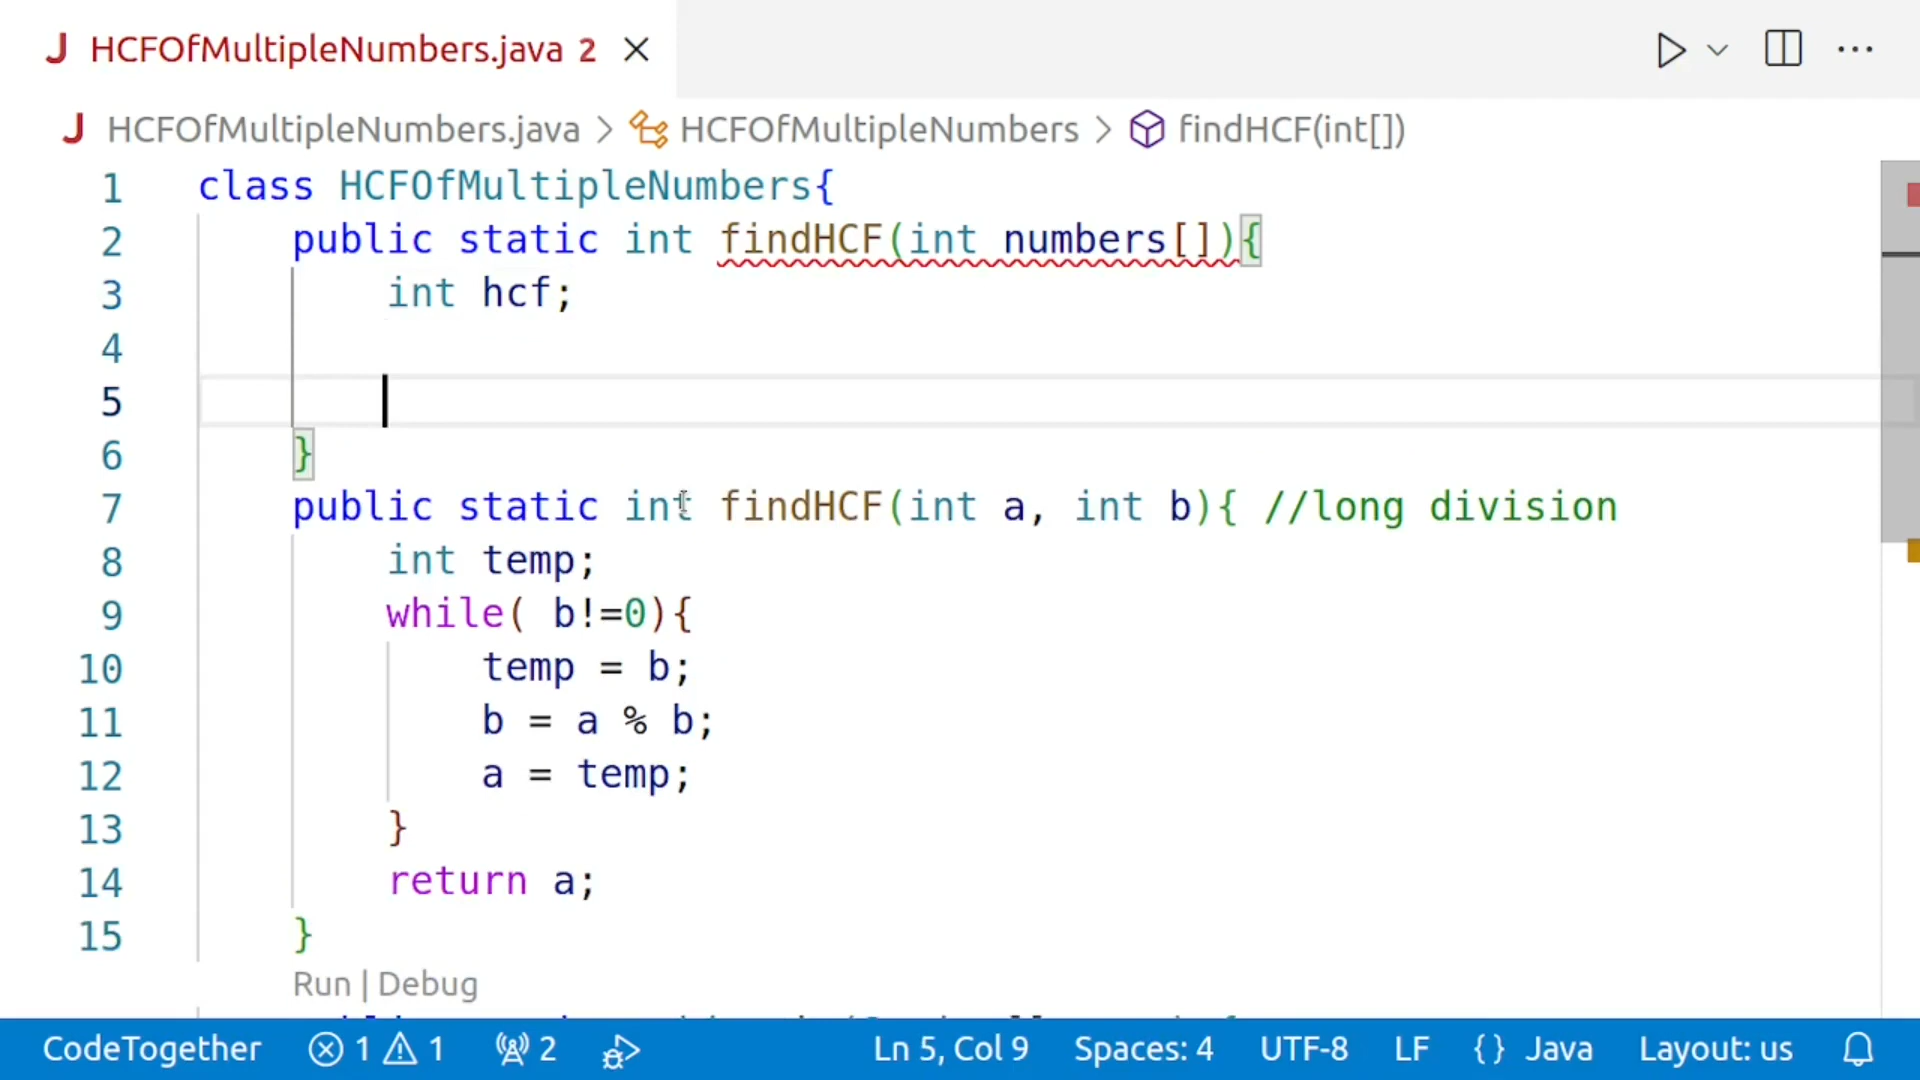 J HCFOfMultipleNumbers.java 2
J HCFOfMultipleNumbers.java > HCFOfMultipleNumbers > findHCF(int[])
1 class HCFOfMultipleNumbers{
2 public static int findHCF(int numbers[]){
3 int hcf;
4
5
6 }
7 public static int findHCF(int a, int b){ //long division
8 int temp;
9 while( b!=0){
10 temp = b;
11 b = a % b;
12 a = temp;
13 }
14 return a;
15 }
Run | Debug
CodeTogether 1 1 2 Ln 5, Col 9 Spaces: 4 UTF-8 LF {} Java Layout: us